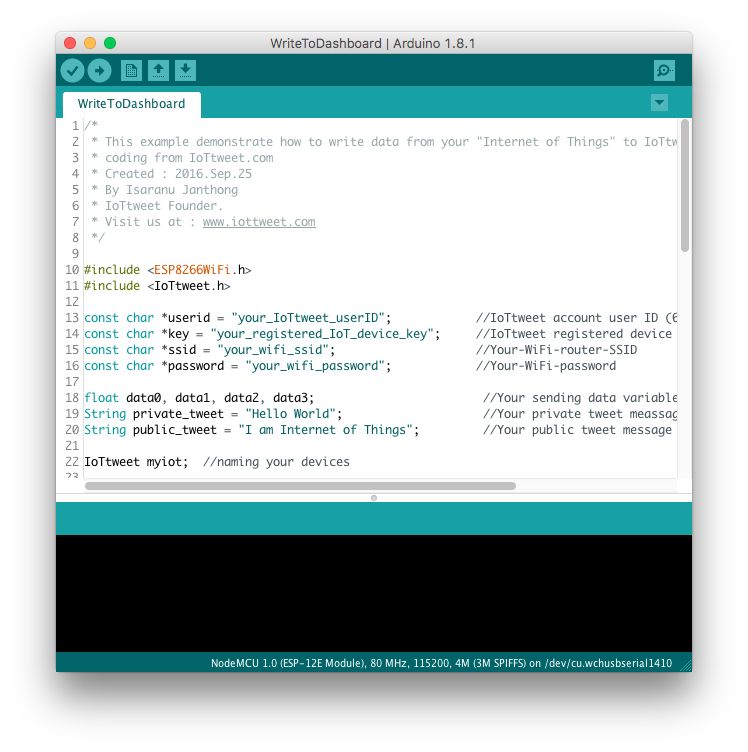 WriteToDashboard | Arduino 1.8.1
WriteToDashboard
1 /*
2  * This example demonstrate how to write data from your "Internet of Things" to IoTtw
3  * coding from IoTtweet.com
4  * Created : 2016.Sep.25
5  * By Isaranu Janthong
6  * IoTtweet Founder.
7  * Visit us at : www.iottweet.com
8  */
9
10 #include <ESP8266WiFi.h>
11 #include <IoTtweet.h>
12
13 const char *userid = "your_IoTtweet_userID";            //IoTtweet account user ID (6
14 const char *key = "your_registered_IoT_device_key";     //IoTtweet registered device
15 const char *ssid = "your_wifi_ssid";                    //Your-WiFi-router-SSID
16 const char *password = "your_wifi_password";            //Your-WiFi-password
17
18 float data0, data1, data2, data3;                        //Your sending data variable
19 String private_tweet = "Hello World";                    //Your private tweet meassag
20 String public_tweet = "I am Internet of Things";         //Your public tweet message
21
22 IoTtweet myiot;  //naming your devices
23
NodeMCU 1.0 (ESP-12E Module), 80 MHz, 115200, 4M (3M SPIFFS) on /dev/cu.wchusbserial1410